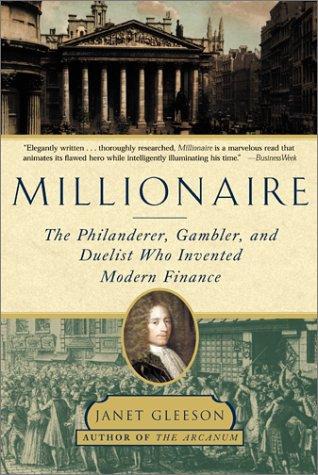 "Elegantly written . . . thoroughly researched, Millionaire is a marvelous read that
animates its flawed hero while intelligently illuminating his time." —BusinessWeek
MILLIONAIRE
The Philanderer, Gambler, and
Duelist Who Invented
Modern Finance
JANET GLEESON
AUTHOR OF THE ARCANUM